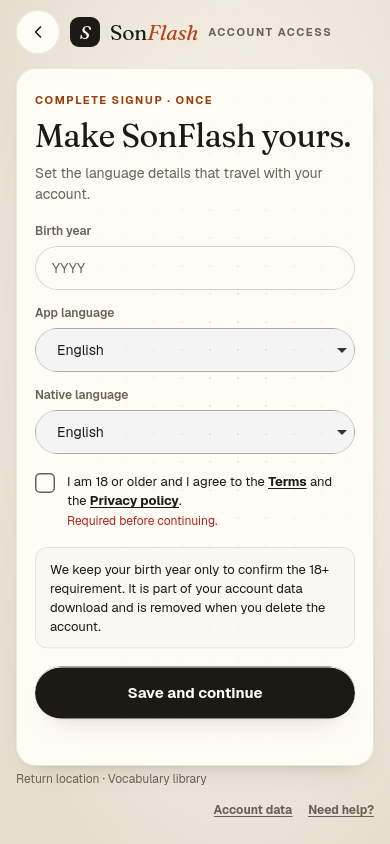 S SonFlash ACCOUNT ACCESS
COMPLETE SIGNUP · ONCE
Make SonFlash yours.
Set the language details that travel with your
account.
Birth year
YYYY
App language
English
Native language
English
I am 18 or older and I agree to the Terms and
the Privacy policy.
Required before continuing.
We keep your birth year only to confirm the 18+
requirement. It is part of your account data
download and is removed when you delete the
account.
Save and continue
Return location · Vocabulary library
Account data Need help?